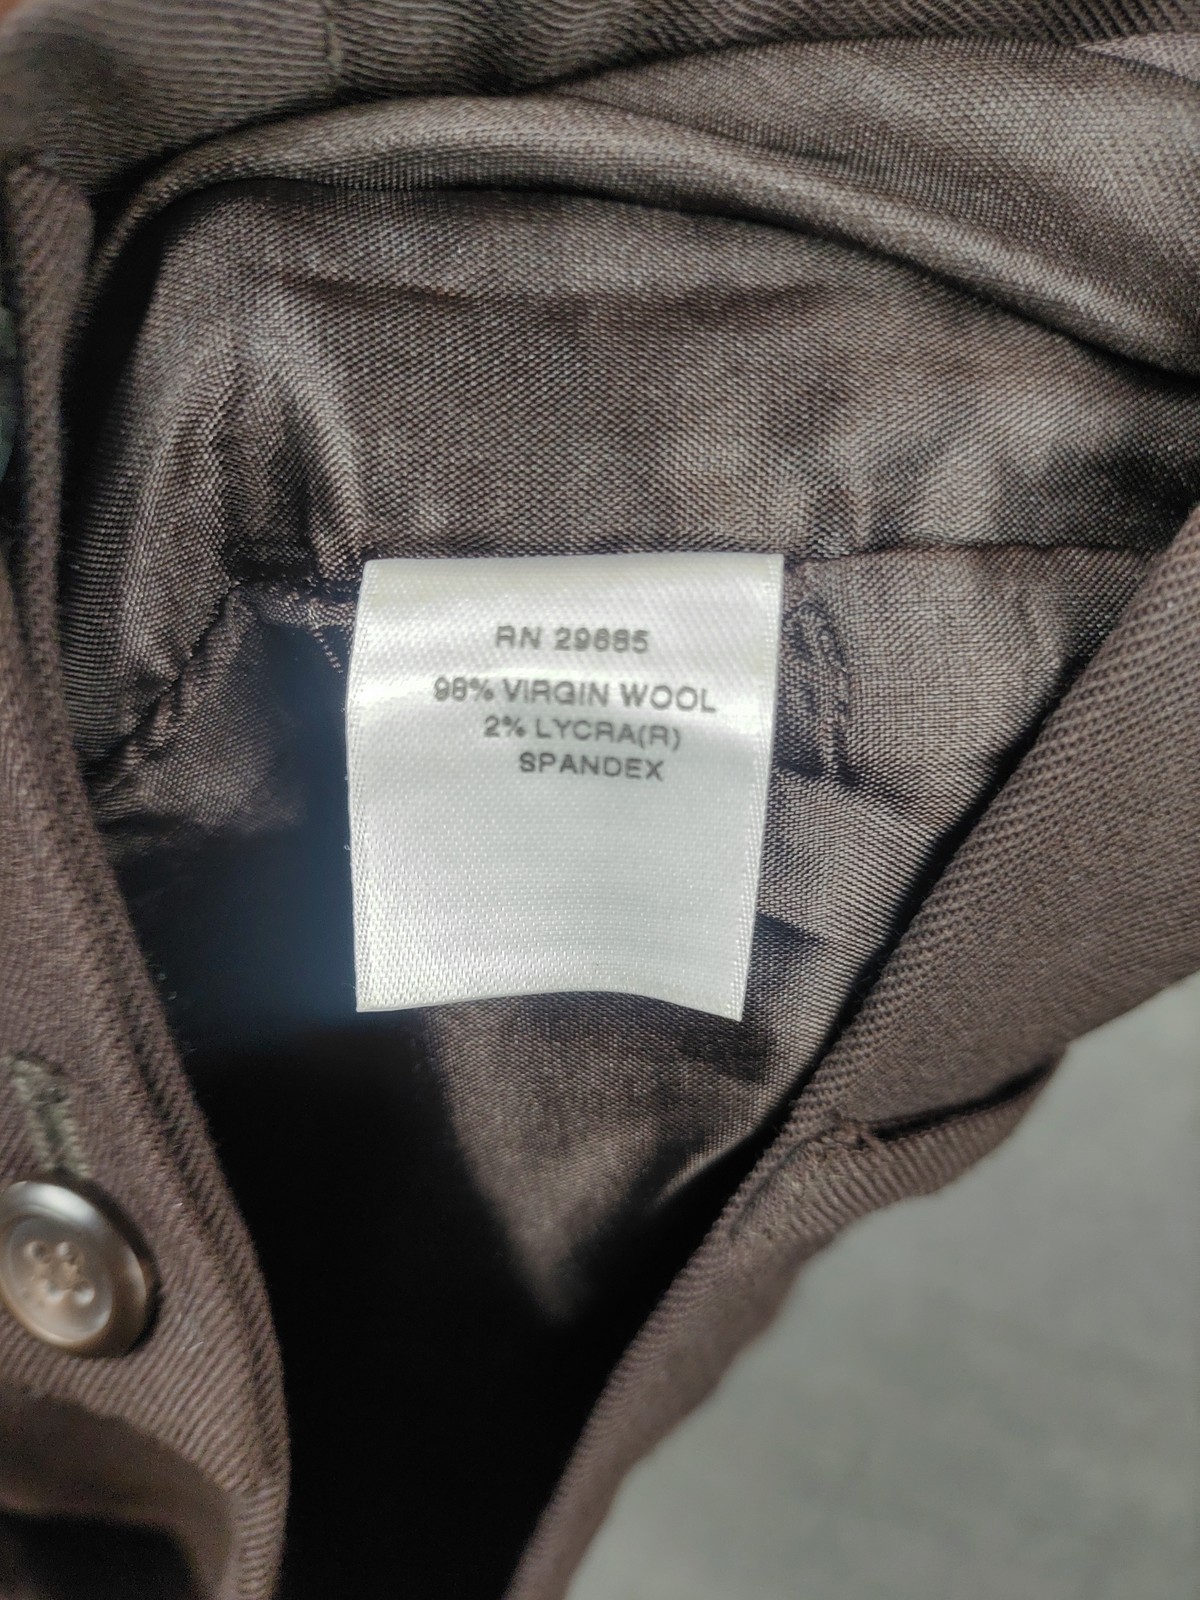 RN 29685
98% VIRGIN WOOL
2% LYCRA(R)
SPANDEX